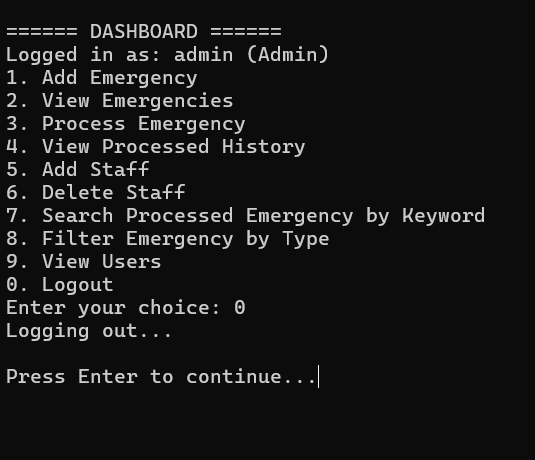 ====== DASHBOARD ======
Logged in as: admin (Admin)
1. Add Emergency
2. View Emergencies
3. Process Emergency
4. View Processed History
5. Add Staff
6. Delete Staff
7. Search Processed Emergency by Keyword
8. Filter Emergency by Type
9. View Users
0. Logout
Enter your choice: 0
Logging out...
Press Enter to continue...